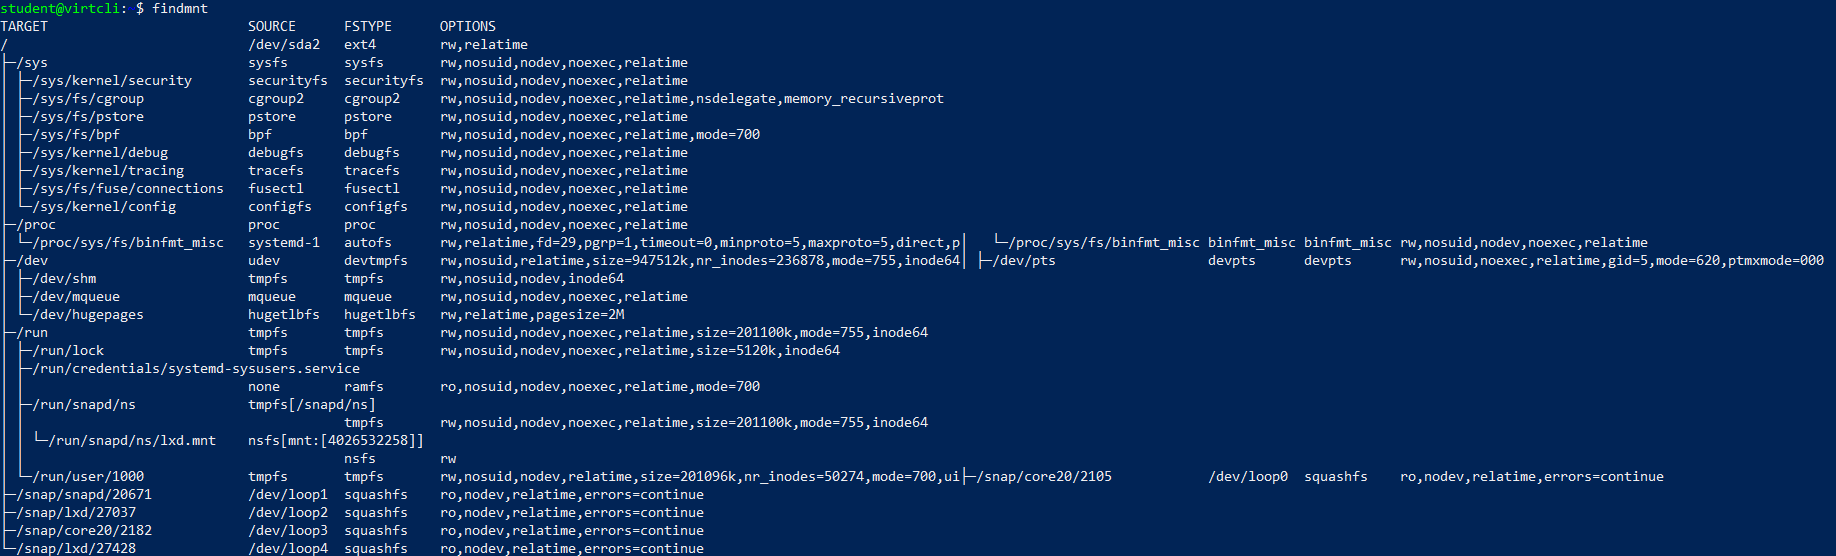 student@virtcli: $ findmnt
TARGET                         SOURCE      FSTYPE      OPTIONS
/                              /dev/sda2   ext4        rw,relatime
├─/sys                         sysfs       sysfs       rw,nosuid,nodev,noexec,relatime
│ ├─/sys/kernel/security       securityfs  securityfs  rw,nosuid,nodev,noexec,relatime
│ ├─/sys/fs/cgroup             cgroup2     cgroup2     rw,nosuid,nodev,noexec,relatime,nsdelegate,memory_recursiveprot
│ ├─/sys/fs/pstore             pstore      pstore      rw,nosuid,nodev,noexec,relatime
│ ├─/sys/fs/bpf                bpf         bpf         rw,nosuid,nodev,noexec,relatime,mode=700
│ ├─/sys/kernel/debug          debugfs     debugfs     rw,nosuid,nodev,noexec,relatime
│ ├─/sys/kernel/tracing        tracefs     tracefs     rw,nosuid,nodev,noexec,relatime
│ ├─/sys/fs/fuse/connections   fusectl     fusectl     rw,nosuid,nodev,noexec,relatime
│ └─/sys/kernel/config         configfs    configfs    rw,nosuid,nodev,noexec,relatime
├─/proc                        proc        proc        rw,nosuid,nodev,noexec,relatime
│ └─/proc/sys/fs/binfmt_misc   systemd-1   autofs      rw,relatime,fd=29,pgrp=1,timeout=0,minproto=5,maxproto=5,direct,p│   └─/proc/sys/fs/binfmt_misc binfmt_misc binfmt_misc rw,nosuid,nodev,noexec,relatime
├─/dev                         udev        devtmpfs    rw,nosuid,relatime,size=947512k,nr_inodes=236878,mode=755,inode64│ ├─/dev/pts                   devpts      devpts      rw,nosuid,noexec,relatime,gid=5,mode=620,ptmxmode=000
│ ├─/dev/shm                   tmpfs       tmpfs       rw,nosuid,nodev,inode64
│ ├─/dev/mqueue                mqueue      mqueue      rw,nosuid,nodev,noexec,relatime
│ └─/dev/hugepages             hugetlbfs   hugetlbfs   rw,relatime,pagesize=2M
├─/run                         tmpfs       tmpfs       rw,nosuid,nodev,noexec,relatime,size=201100k,mode=755,inode64
│ ├─/run/lock                  tmpfs       tmpfs       rw,nosuid,nodev,noexec,relatime,size=5120k,inode64
│ ├─/run/credentials/systemd-sysusers.service
│ │                            none        ramfs       ro,nosuid,nodev,noexec,relatime,mode=700
│ ├─/run/snapd/ns              tmpfs[/snapd/ns]
│ │                                        tmpfs       rw,nosuid,nodev,noexec,relatime,size=201100k,mode=755,inode64
│ │ └─/run/snapd/ns/lxd.mnt    nsfs[mnt:[4026532258]]
│ │                                        nsfs        rw
│ └─/run/user/1000             tmpfs       tmpfs       rw,nosuid,nodev,relatime,size=201096k,nr_inodes=50274,mode=700,ui├─/snap/core20/2105            /dev/loop0  squashfs    ro,nodev,relatime,errors=continue
├─/snap/snapd/20671            /dev/loop1  squashfs    ro,nodev,relatime,errors=continue
├─/snap/lxd/27037              /dev/loop2  squashfs    ro,nodev,relatime,errors=continue
├─/snap/core20/2182            /dev/loop3  squashfs    ro,nodev,relatime,errors=continue
└─/snap/lxd/27428              /dev/loop4  squashfs    ro,nodev,relatime,errors=continue